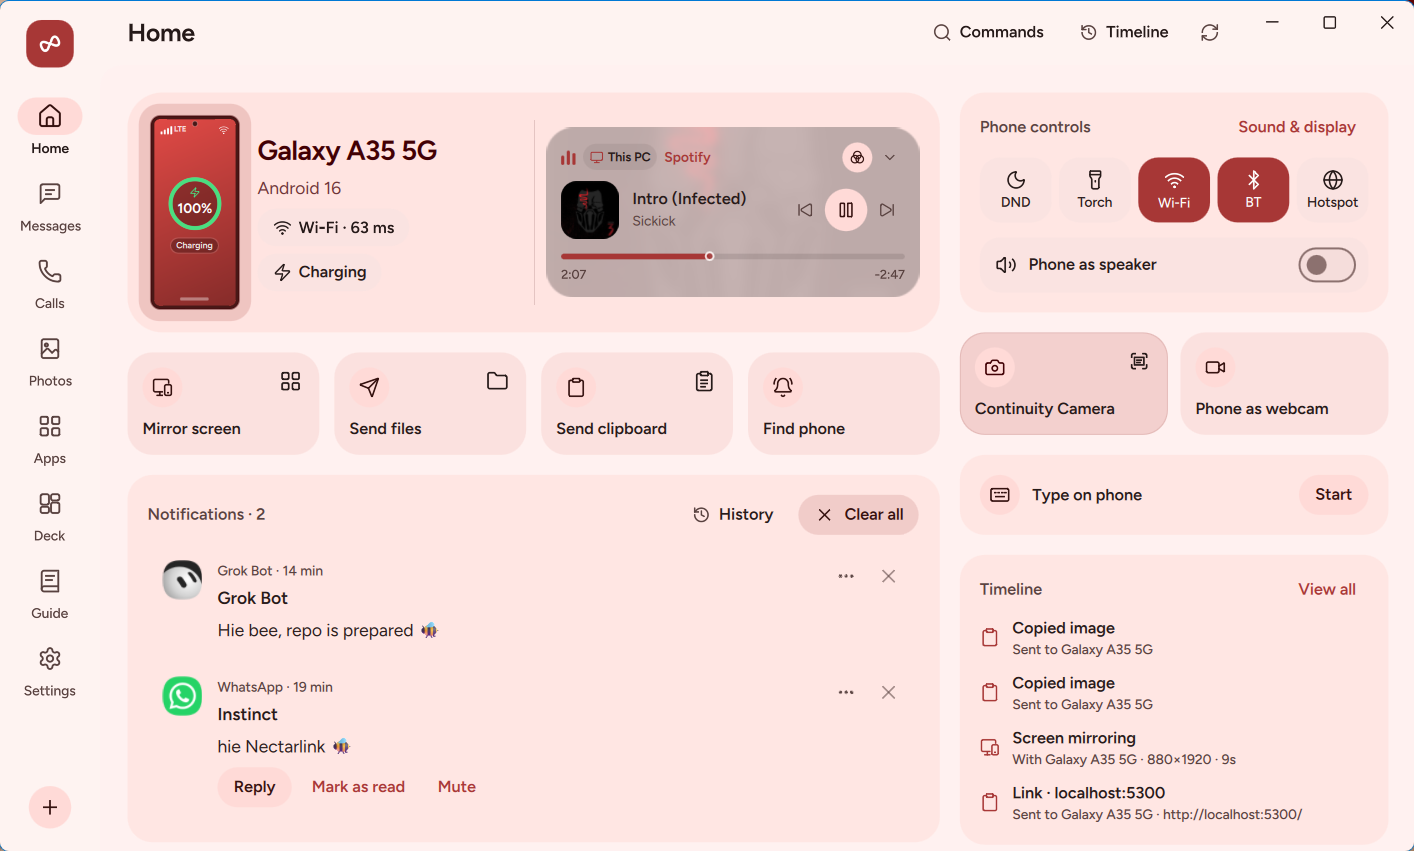 Home
Commands
Timeline
Home
Messages
Calls
Photos
Apps
Deck
Guide
Settings
LTE
100%
Charging
Galaxy A35 5G
Android 16
Wi-Fi · 63 ms
Charging
This PC
Spotify
Intro (Infected)
Sickick
2:07
-2:47
Phone controls
Sound & display
DND
Torch
Wi-Fi
BT
Hotspot
Phone as speaker
Mirror screen
Send files
Send clipboard
Find phone
Continuity Camera
Phone as webcam
Type on phone
Start
Notifications · 2
History
Clear all
Grok Bot · 14 min
Grok Bot
Hie bee, repo is prepared
WhatsApp · 19 min
Instinct
hie Nectarlink
Reply
Mark as read
Mute
Timeline
View all
Copied image
Sent to Galaxy A35 5G
Copied image
Sent to Galaxy A35 5G
Screen mirroring
With Galaxy A35 5G · 880×1920 · 9s
Link · localhost:5300
Sent to Galaxy A35 5G · http://localhost:5300/